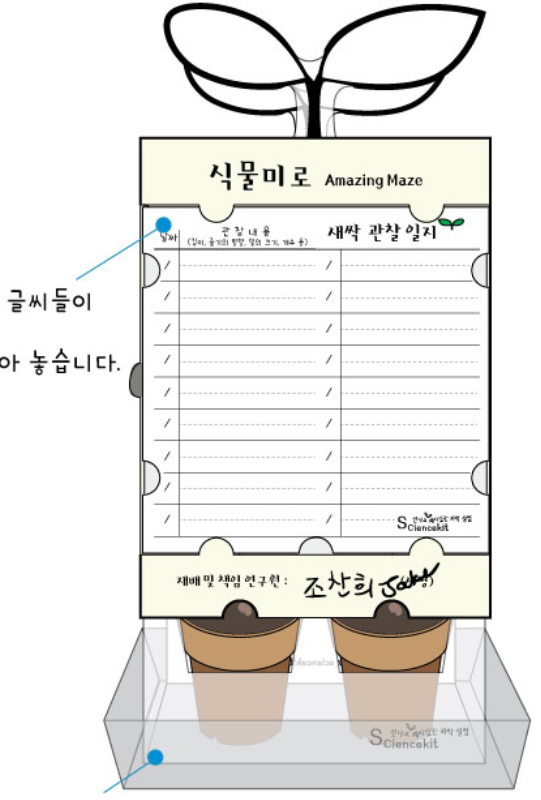 식물미로 Amazing Maze
날짜
관찰내용
새싹 관찰 일지
글씨들이
아 놓습니다.
Sciencekit
재배 및 책임 연구원 : 조찬희
Sciencekit